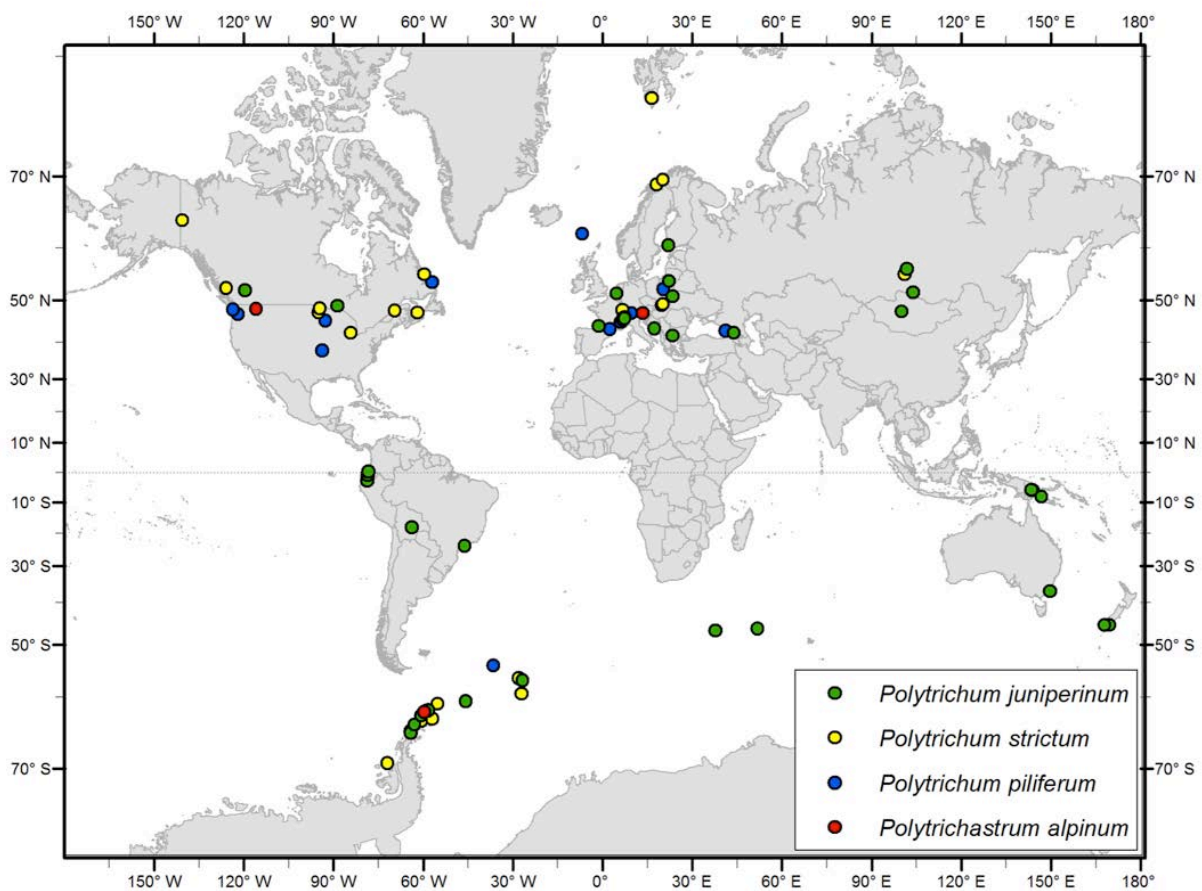 150° W 120° W 90° W 60° W 30° W 0° 30° E 60° E 90° E 120° E 150° E 180°
70° N 70° N
50° N 50° N
30° N 30° N
10° N 10° N
10° S 10° S
30° S 30° S
50° S 50° S
Polytrichum juniperinum
Polytrichum strictum
70° S 70° S
Polytrichum piliferum
Polytrichastrum alpinum
150° W 120° W 90° W 60° W 30° W 0° 30° E 60° E 90° E 120° E 150° E 180°